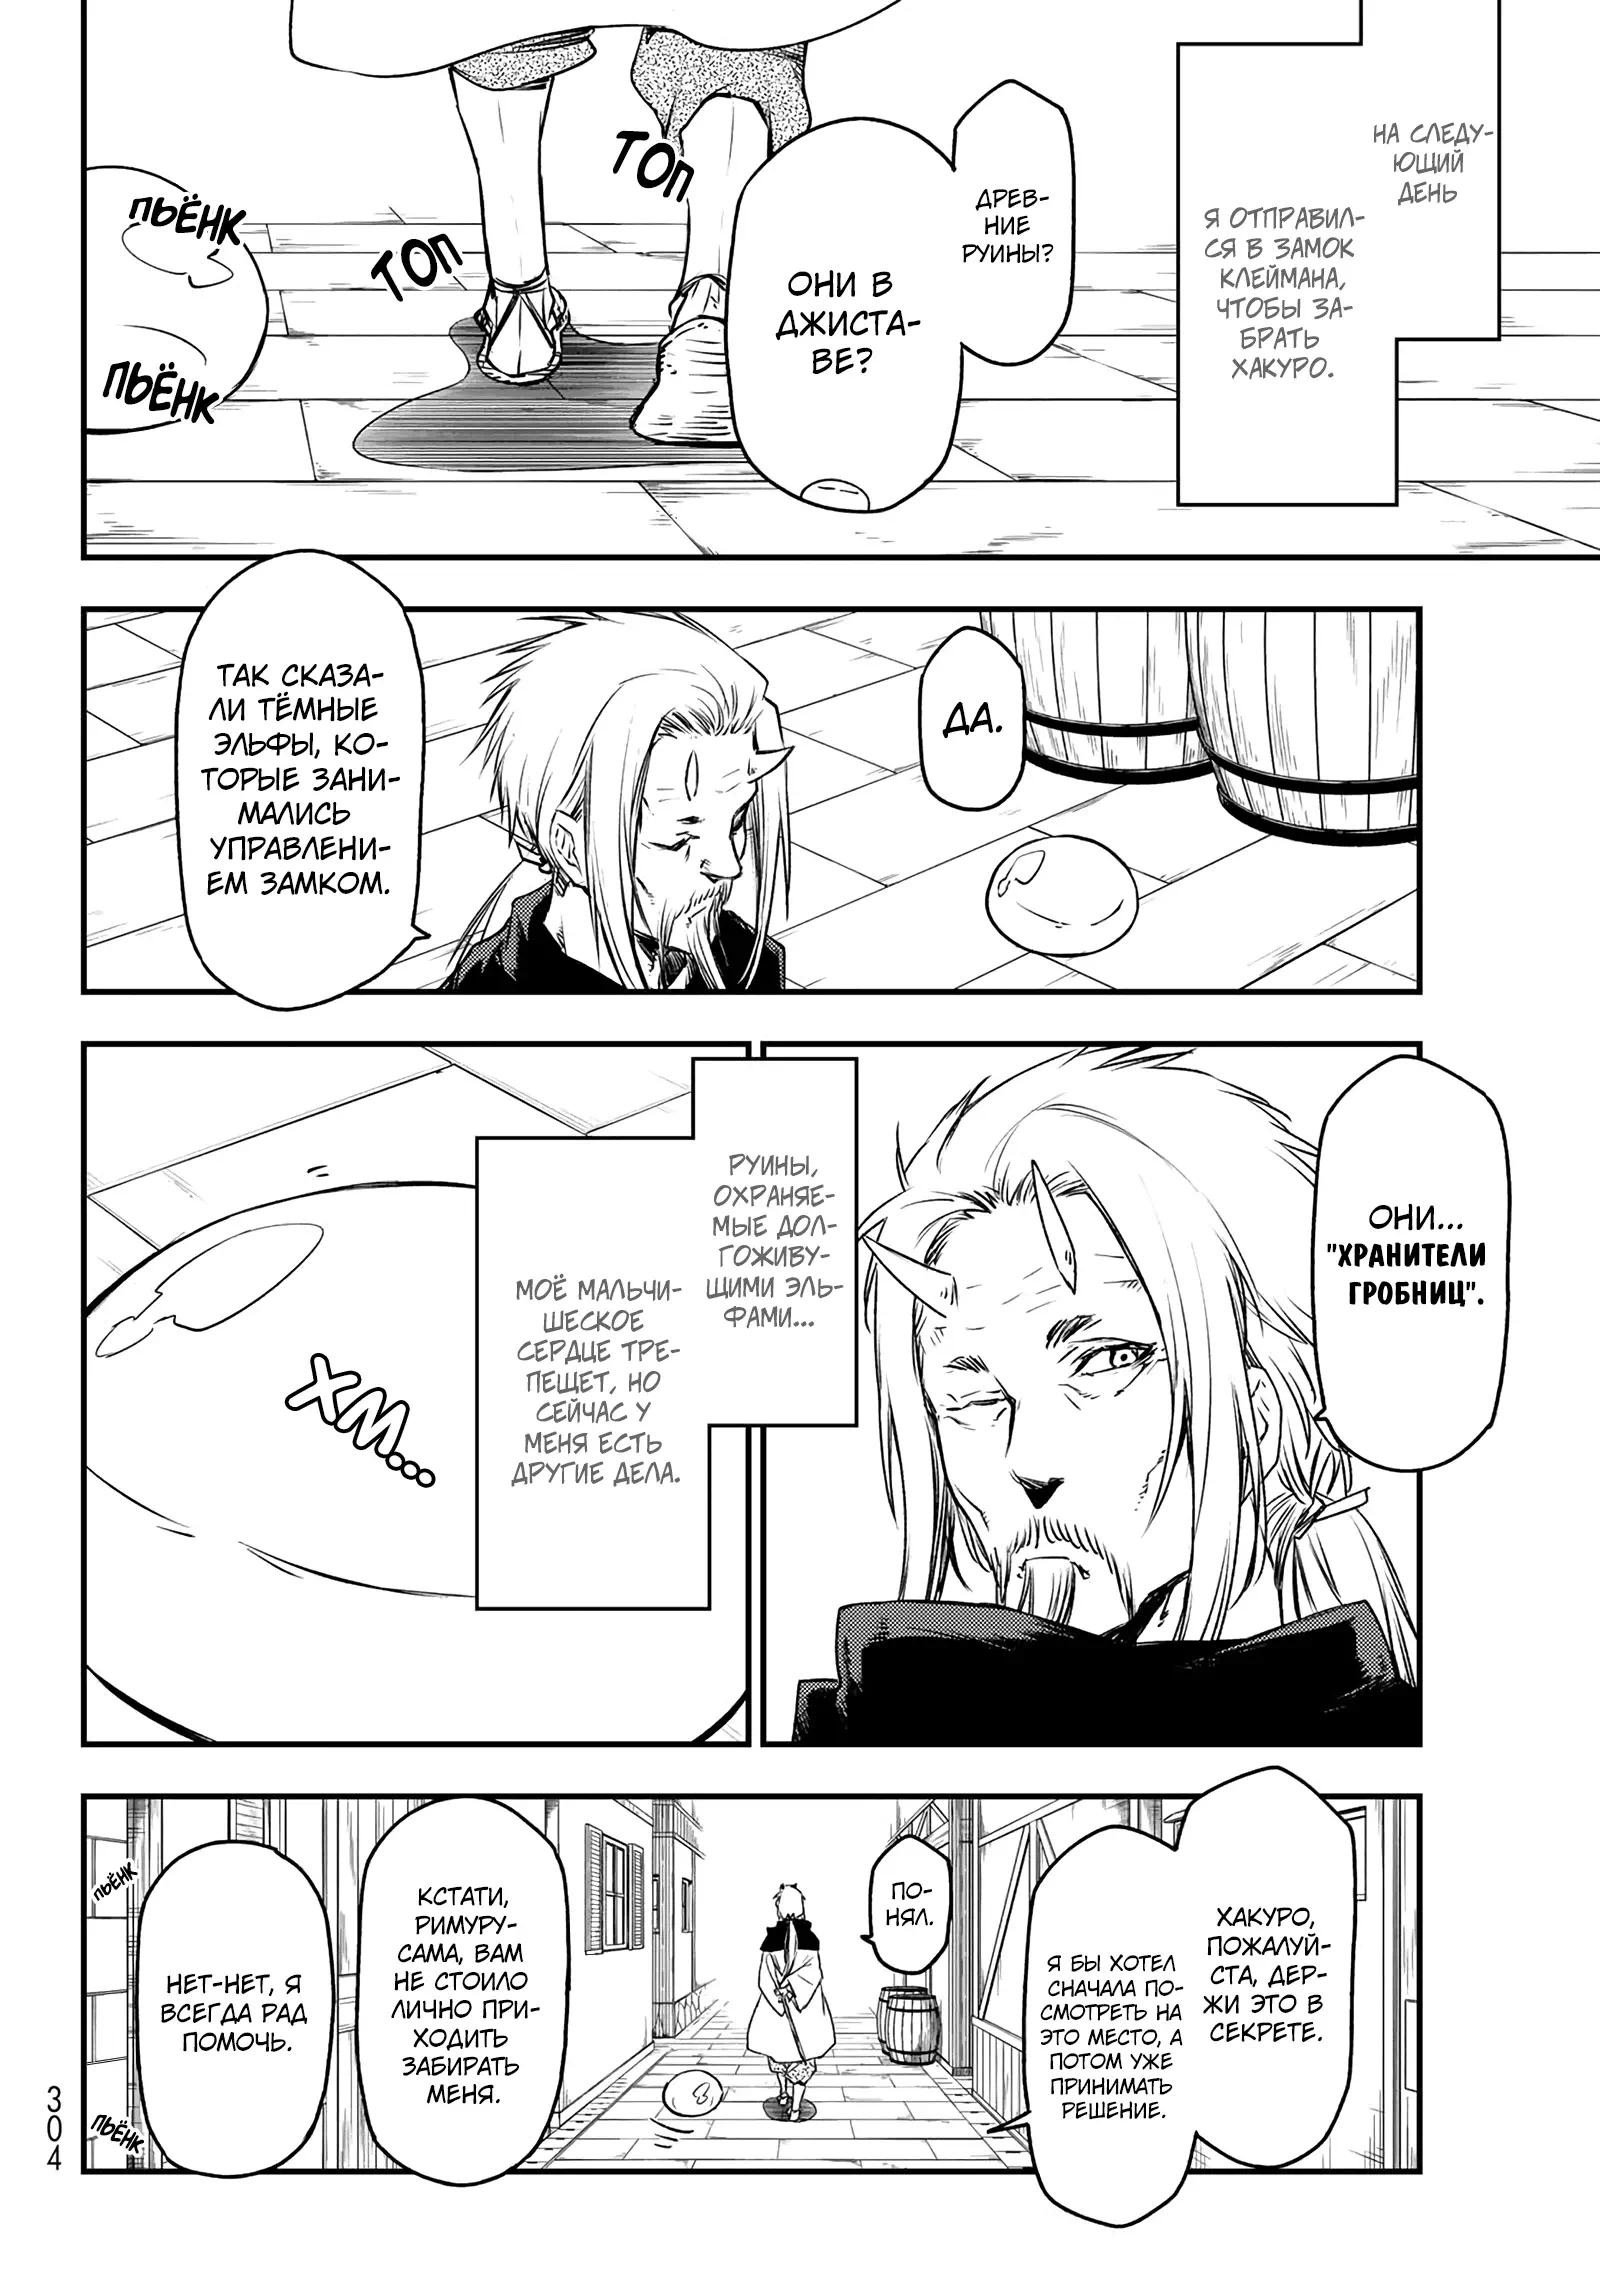 НА СЛЕДУ-
ЮЩИЙ
ДЕНЬ
Я ОТПРАВИЛ-
СЯ В ЗАМОК
КЛЕЙМАНА,
ЧТОБЫ ЗА-
БРАТЬ
ХАКУРО.
ДРЕВ-
НИЕ
РУИНЫ?
ОНИ В
ДЖИСТА-
ВЕ?
ТОП
ТОП
ПЬЁНК
ПЬЁНК
ДА.
ТАК СКАЗА-
ЛИ ТЁМНЫЕ
ЭЛЬФЫ, КО-
ТОРЫЕ ЗАНИ-
МАЛИСЬ
УПРАВЛЕНИ-
ЕМ ЗАМКОМ.
ОНИ...
"ХРАНИТЕЛИ
ГРОБНИЦ".
РУИНЫ,
ОХРАНЯЕ-
МЫЕ ДОЛ-
ГОЖИВУ-
ЩИМИ ЭЛЬ-
ФАМИ...
МОЁ МАЛЬЧИ-
ШЕСКОЕ
СЕРДЦЕ ТРЕ-
ПЕЩЕТ, НО
СЕЙЧАС У
МЕНЯ ЕСТЬ
ДРУГИЕ ДЕЛА.
ХМ...
ХАКУРО,
ПОЖАЛУЙ-
СТА, ДЕР-
ЖИ ЭТО В
СЕКРЕТЕ.
Я БЫ ХОТЕЛ
СНАЧАЛА ПО-
СМОТРЕТЬ НА
ЭТО МЕСТО, А
ПОТОМ УЖЕ
ПРИНИМАТЬ
РЕШЕНИЕ.
ПО-
НЯЛ.
КСТАТИ,
РИМУРУ-
САМА, ВАМ
НЕ СТОИЛО
ЛИЧНО ПРИ-
ХОДИТЬ
ЗАБИРАТЬ
МЕНЯ.
НЕТ-НЕТ, Я
ВСЕГДА РАД
ПОМОЧЬ.
ПЬЁНК
ПЬЁНК
304